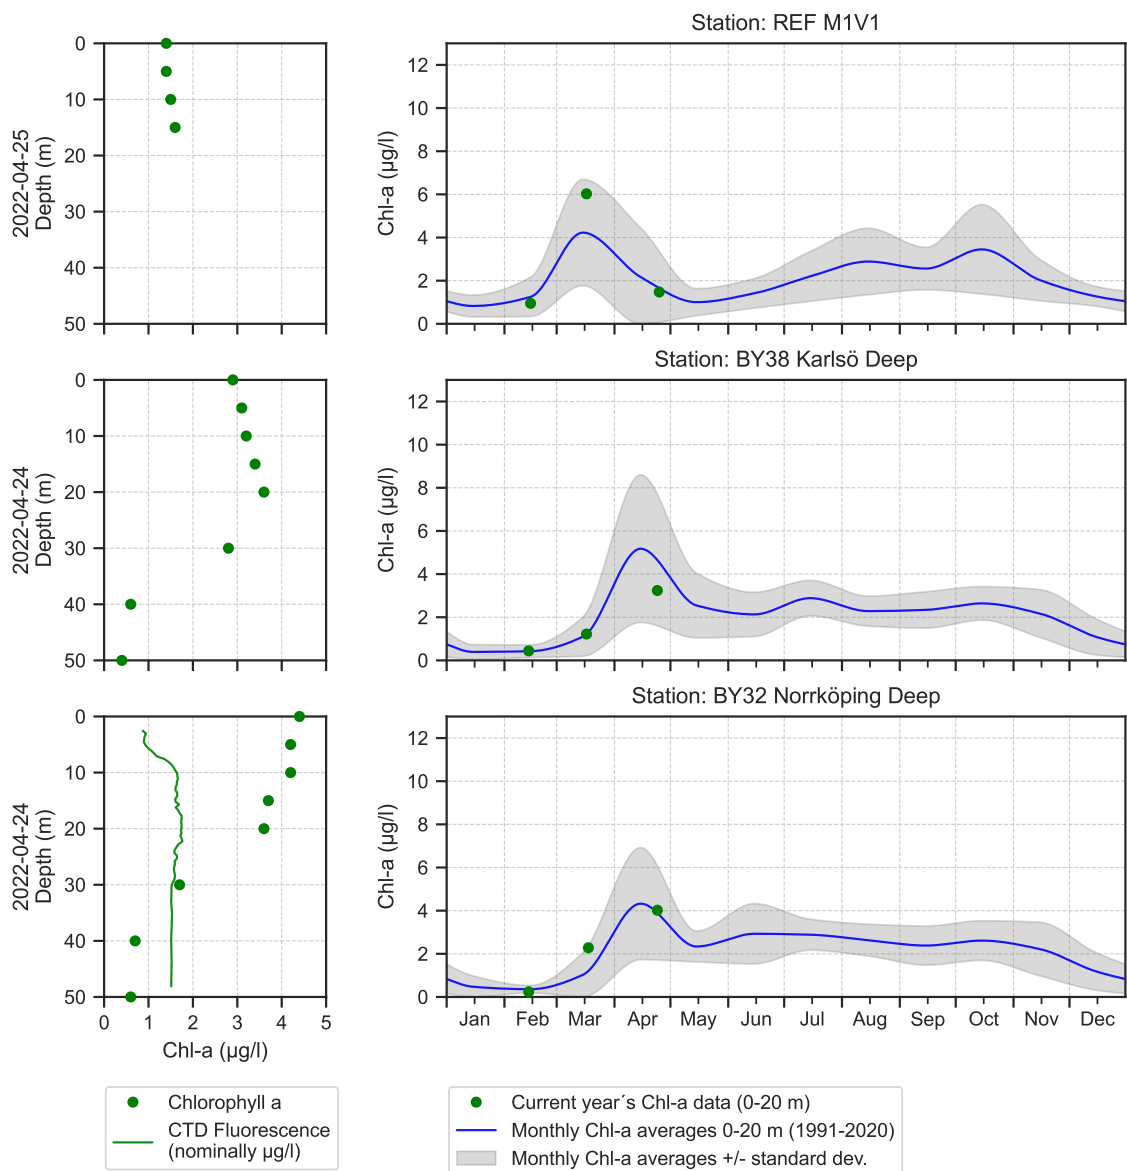 Station: REF M1V1
0
10
20
30
40
50
2022-04-25
Depth (m)
12
10
8
6
4
2
0
Chl-a (µg/l)
Station: BY38 Karlsö Deep
0
10
20
30
40
50
2022-04-24
Depth (m)
12
10
8
6
4
2
0
Chl-a (µg/l)
Station: BY32 Norrköping Deep
0
10
20
30
40
50
2022-04-24
Depth (m)
0 1 2 3 4 5
Chl-a (µg/l)
12
10
8
6
4
2
0
Chl-a (µg/l)
Jan Feb Mar Apr May Jun Jul Aug Sep Oct Nov Dec
Chlorophyll a
CTD Fluorescence
(nominally µg/l)
Current year´s Chl-a data (0-20 m)
Monthly Chl-a averages 0-20 m (1991-2020)
Monthly Chl-a averages +/- standard dev.